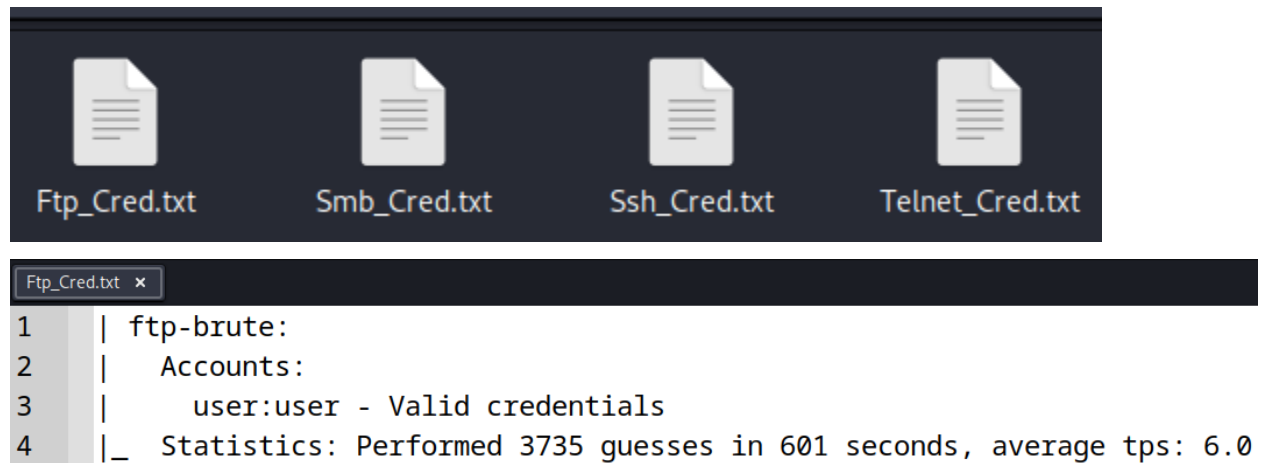 Ftp_Cred.txt Smb_Cred.txt Ssh_Cred.txt Telnet_Cred.txt
Ftp_Cred.txt ×
1 | ftp-brute:
2 |   Accounts:
3 |     user:user - Valid credentials
4 |_  Statistics: Performed 3735 guesses in 601 seconds, average tps: 6.0